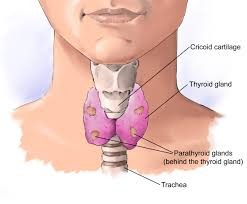 Cricoid cartilage
Thyroid gland
Parathyroid glands
(behind the thyroid gland)
Trachea